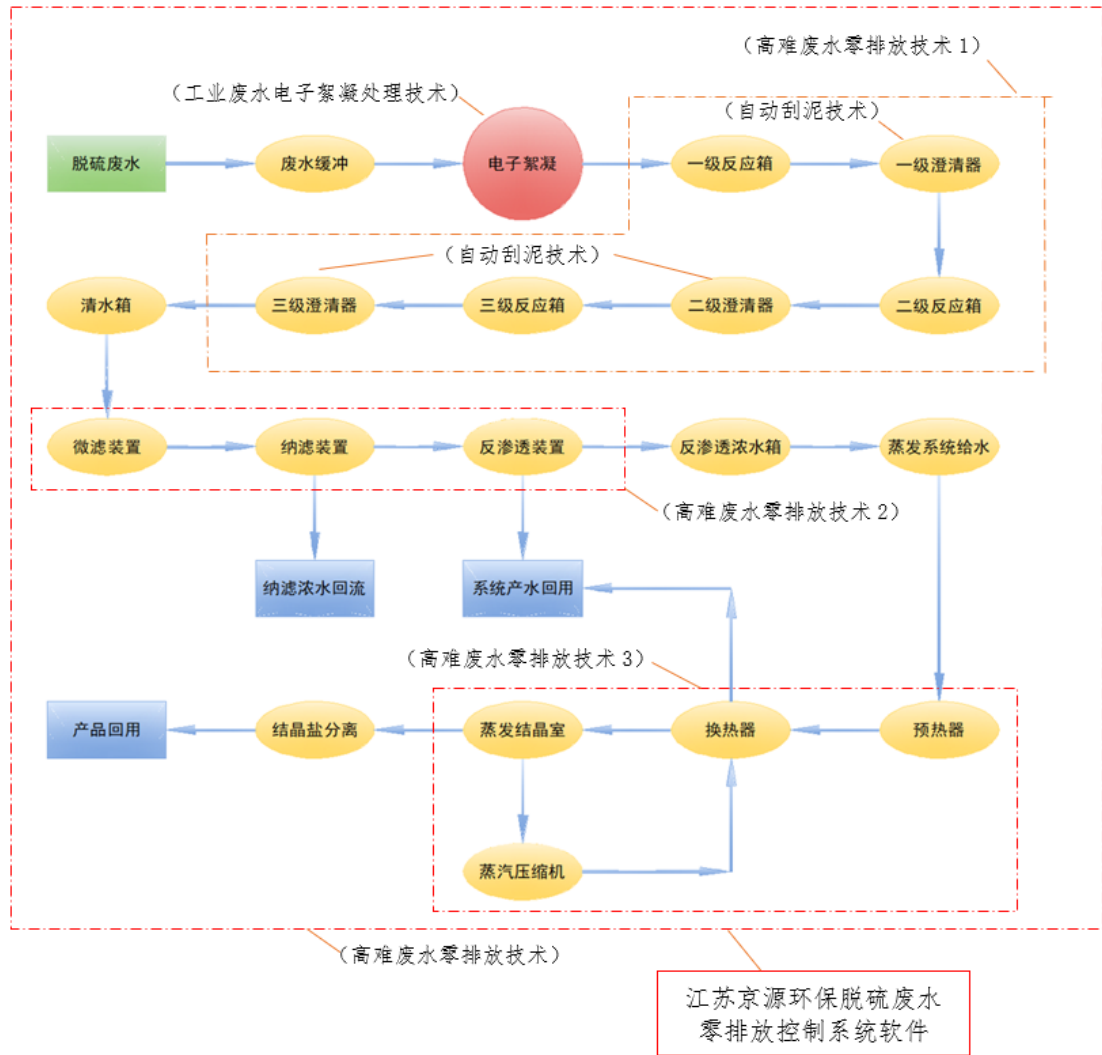 （高难废水零排放技术1）
（工业废水电子絮凝处理技术）
（自动刮泥技术）
脱硫废水
废水缓冲
电子絮凝
一级反应箱
一级澄清器
（自动刮泥技术）
清水箱
三级澄清器
三级反应箱
二级澄清器
二级反应箱
微滤装置
纳滤装置
反渗透装置
反渗透浓水箱
蒸发系统给水
（高难废水零排放技术2）
纳滤浓水回流
系统产水回用
（高难废水零排放技术3）
产品回用
结晶盐分离
蒸发结晶室
换热器
预热器
蒸汽压缩机
（高难废水零排放技术）
江苏京源环保脱硫废水
零排放控制系统软件